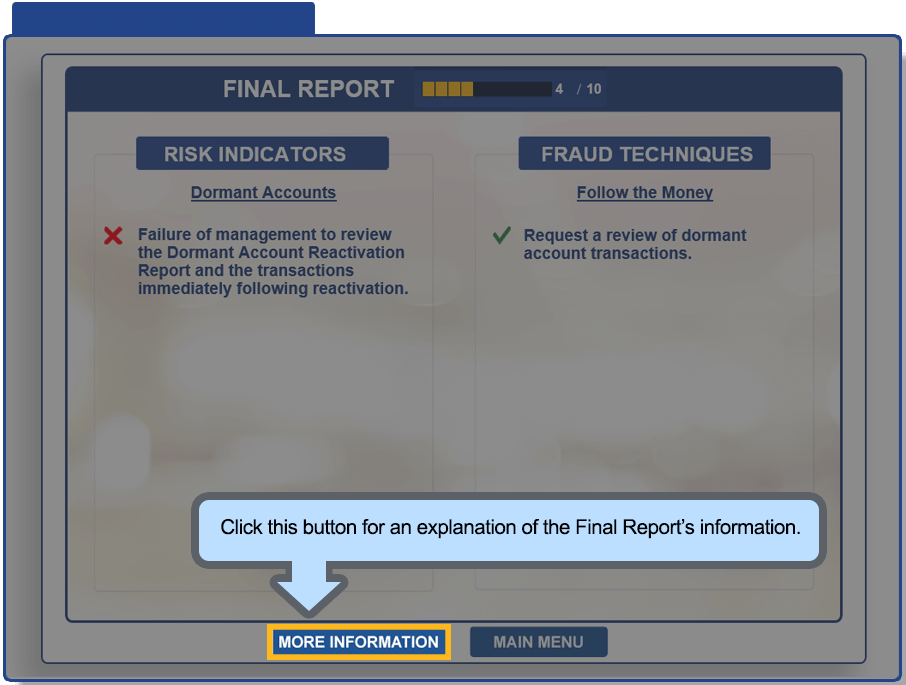 FINAL REPORT 4 / 10
RISK INDICATORS
Dormant Accounts
Failure of management to review
the Dormant Account Reactivation
Report and the transactions
immediately following reactivation.
FRAUD TECHNIQUES
Follow the Money
Request a review of dormant
account transactions.
Click this button for an explanation of the Final Report’s information.
MORE INFORMATION
MAIN MENU